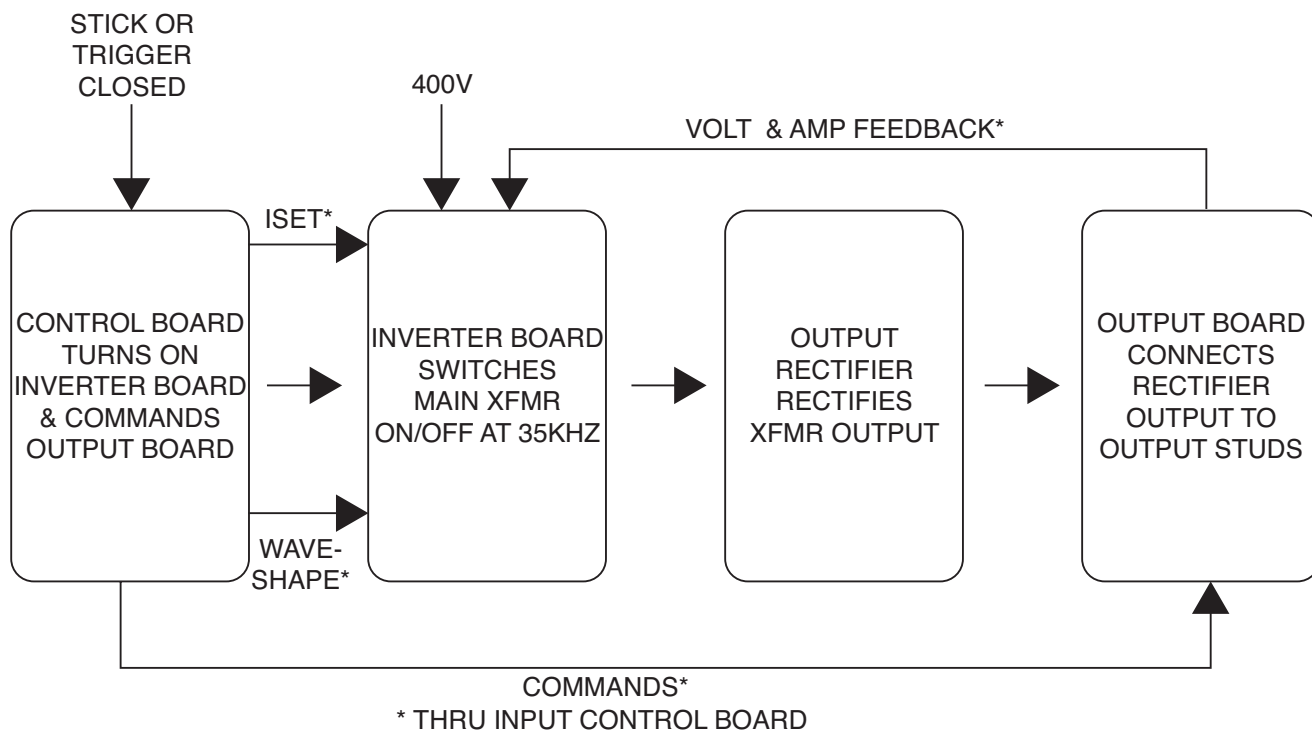 STICK OR
TRIGGER
CLOSED
400V
VOLT & AMP FEEDBACK*
ISET*
CONTROL BOARD
TURNS ON
INVERTER BOARD
& COMMANDS
OUTPUT BOARD
INVERTER BOARD
SWITCHES
MAIN XFMR
ON/OFF AT 35KHZ
OUTPUT
RECTIFIER
RECTIFIES
XFMR OUTPUT
OUTPUT BOARD
CONNECTS
RECTIFIER
OUTPUT TO
OUTPUT STUDS
WAVE-
SHAPE*
COMMANDS*
* THRU INPUT CONTROL BOARD